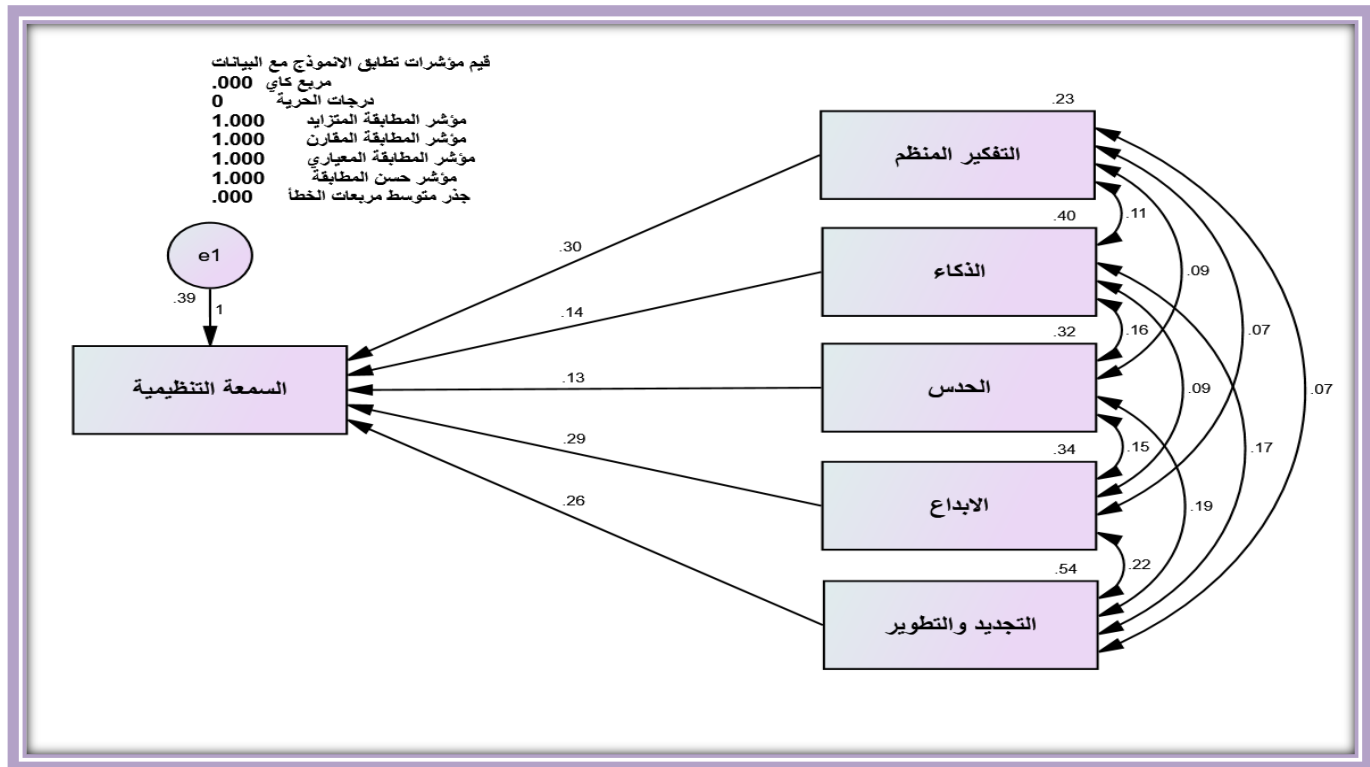 قيم مؤشرات تطابق الانموذج مع البيانات
مربع كاي .000
درجات الحرية 0
مؤشر المطابقة المتزايد 1.000
مؤشر المطابقة المقارن 1.000
مؤشر المطابقة المعياري 1.000
مؤشر حسن المطابقة 1.000
جذر متوسط مربعات الخطأ .000
e1
.39
1
السمعة التنظيمية
.30
.14
.13
.29
.26
.23
التفكير المنظم
.40
الذكاء
.32
الحدس
.34
الابداع
.54
التجديد والتطوير
.11
.09
.16
.07
.09
.07
.15
.17
.19
.22